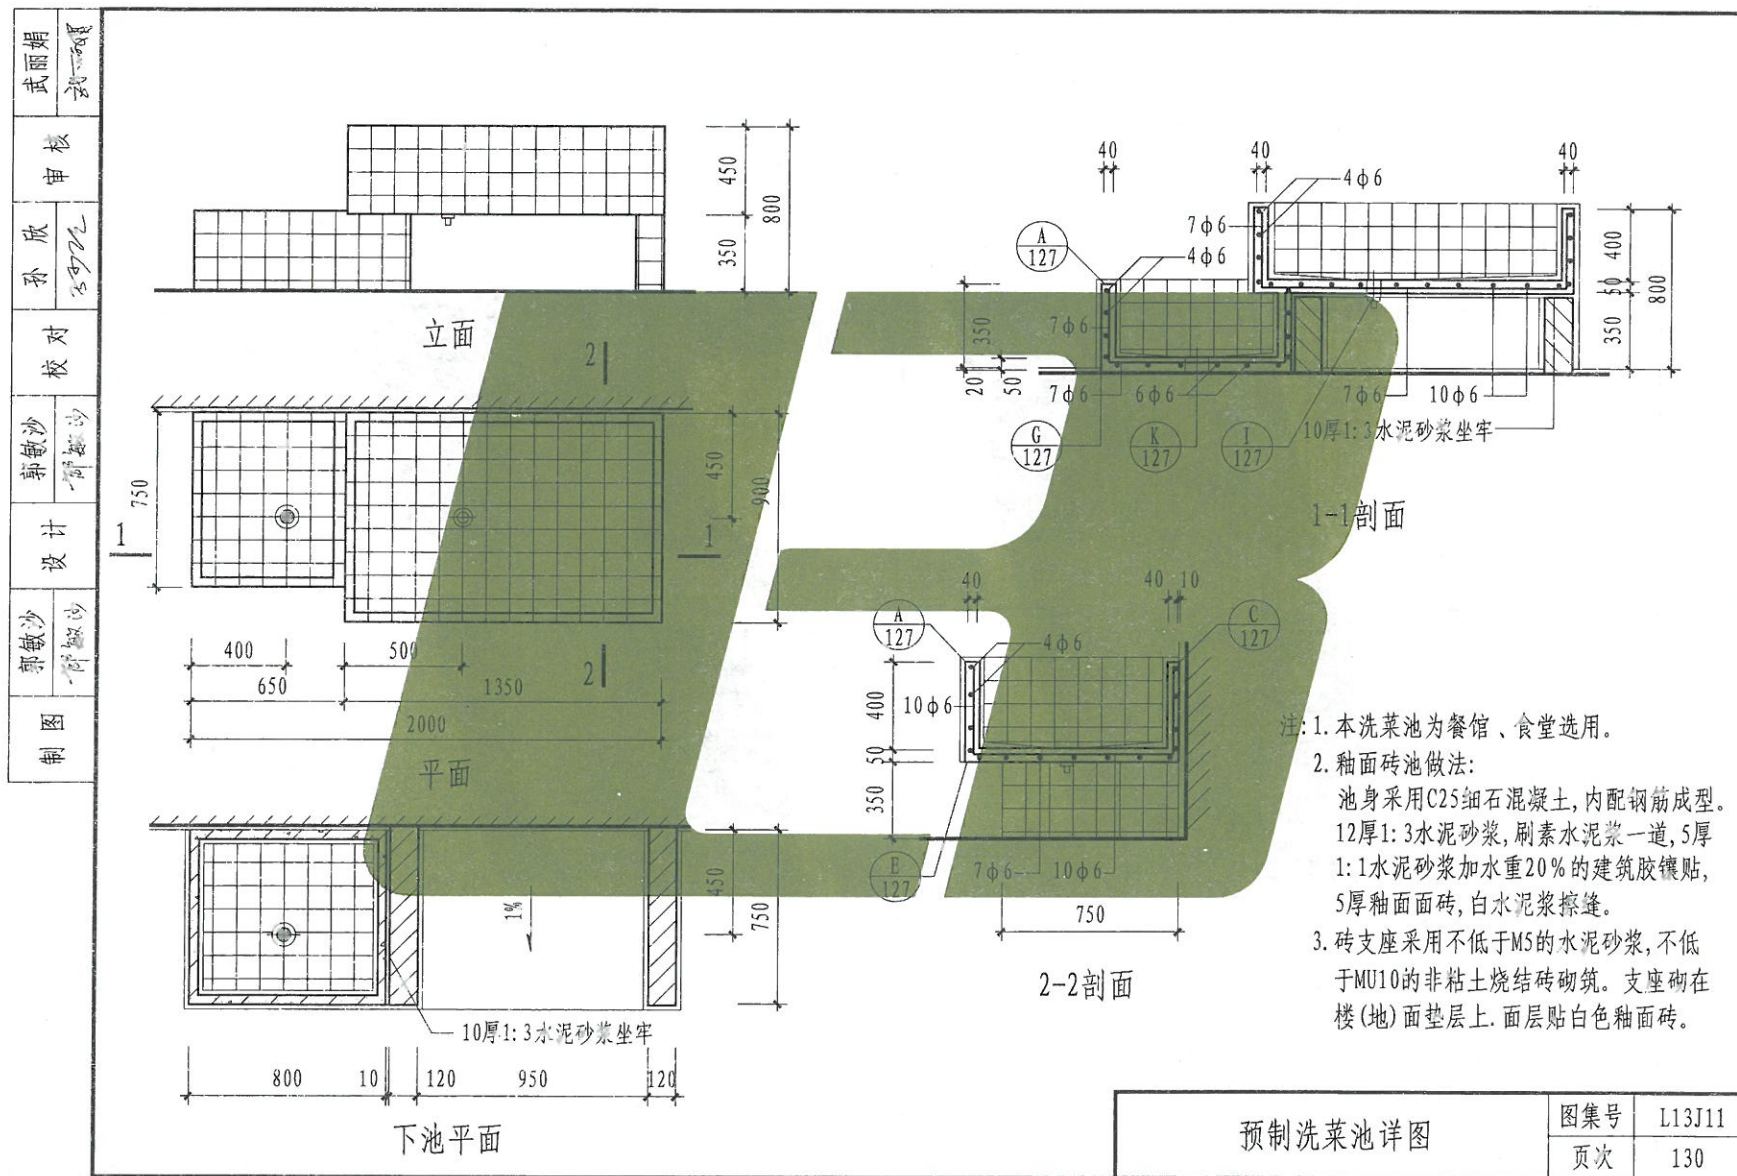 武丽娟
审核
孙欣
校对
郭敏沙
设计
郭敏沙
制图
450
350
800
立面
2
750
1
450
900
1
400
500
2
650
1350
2000
平面
450
750
1%
10厚1:3水泥砂浆坐牢
800
10
120
950
120
下池平面
40
40
40
4φ6
7φ6
A
127
4φ6
7φ6
350
20
50
7φ6
6φ6
7φ6
10φ6
400
50
350
800
G
127
K
127
I
127
10厚1:3水泥砂浆坐牢
1-1剖面
40
40
10
A
127
C
127
4φ6
10φ6
400
50
350
E
127
7φ6
10φ6
750
2-2剖面
注:1.本洗菜池为餐馆、食堂选用。
2.釉面砖池做法:
池身采用C25细石混凝土,内配钢筋成型。
12厚1:3水泥砂浆,刷素水泥浆一道,5厚
1:1水泥砂浆加水重20%的建筑胶镶贴,
5厚釉面面砖,白水泥浆擦缝。
3.砖支座采用不低于M5的水泥砂浆,不低
于MU10的非粘土烧结砖砌筑。支座砌在
楼(地)面垫层上.面层贴白色釉面砖。
预制洗菜池详图
图集号
L13J11
页次
130